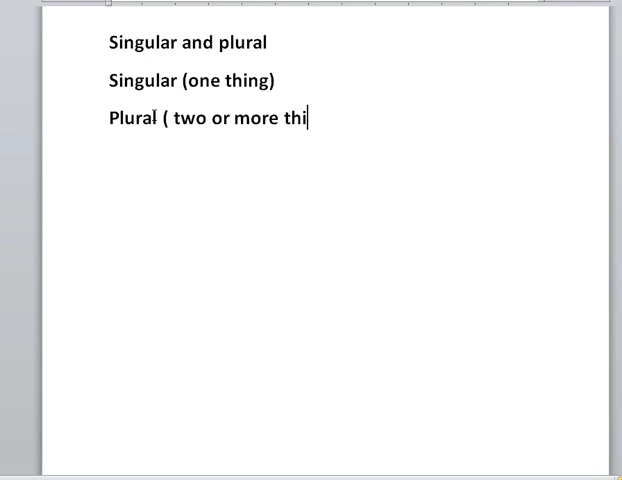 Singular and plural
Singular (one thing)
Plural ( two or more thi